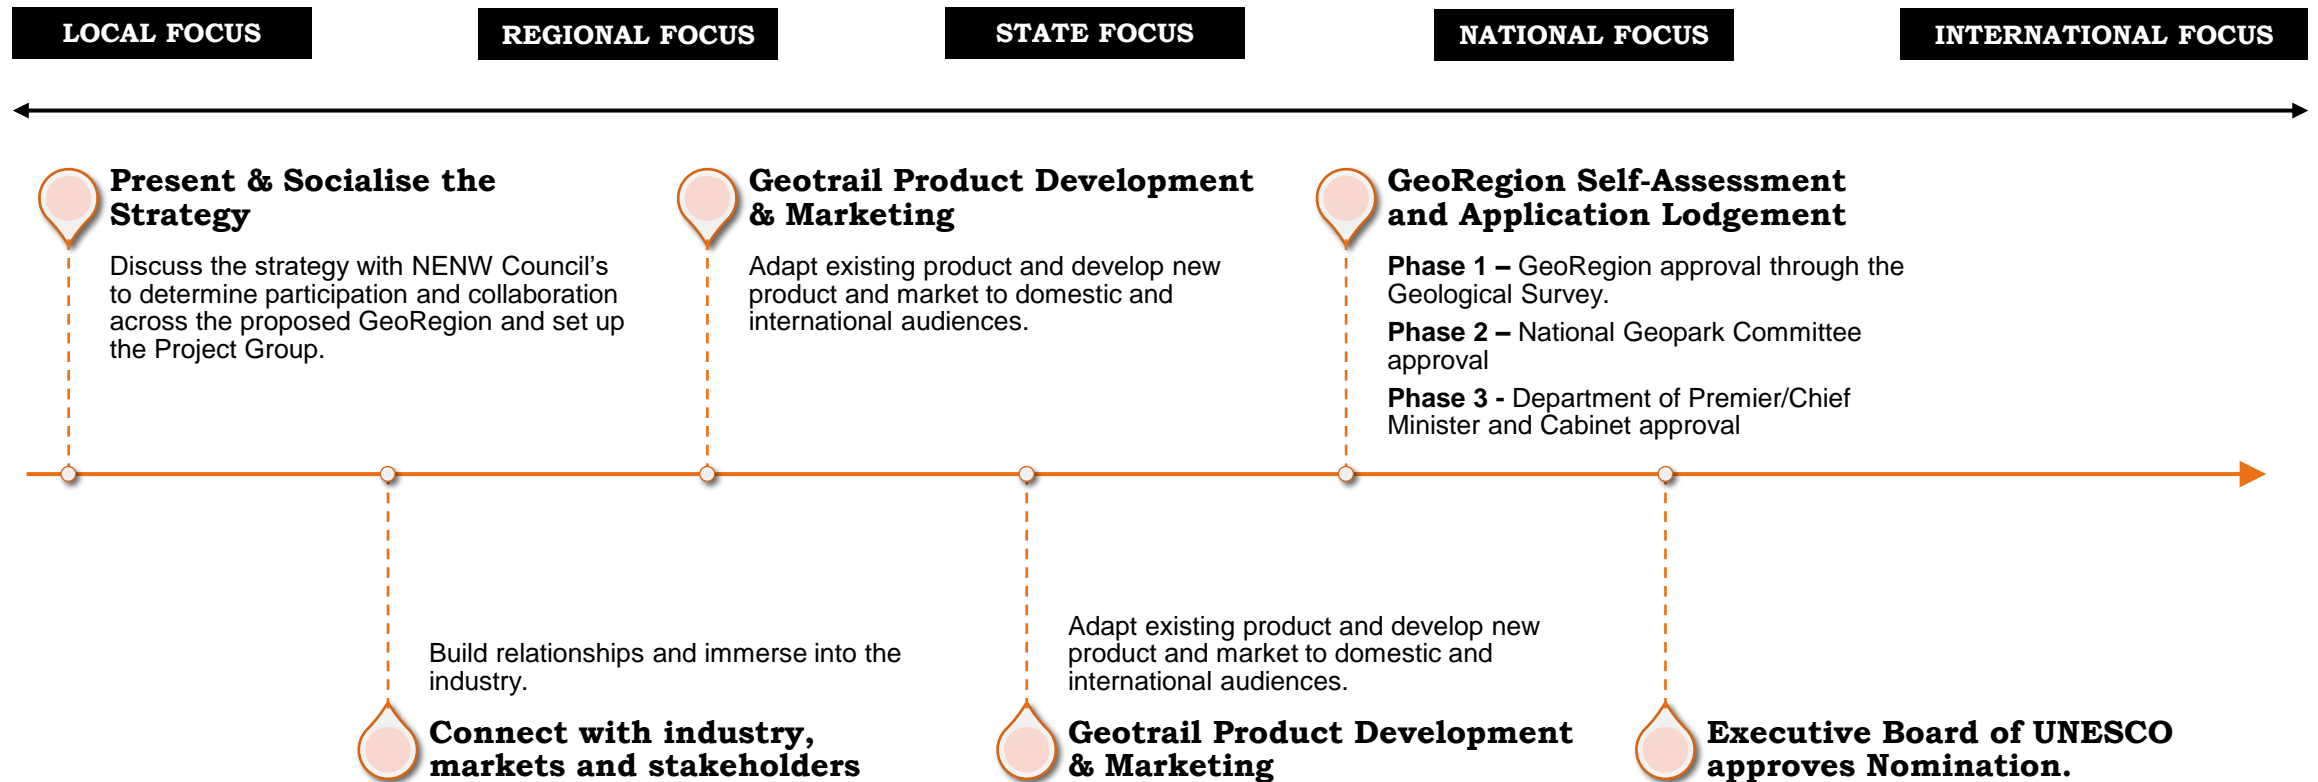 LOCAL FOCUS
REGIONAL FOCUS
STATE FOCUS
NATIONAL FOCUS
INTERNATIONAL FOCUS
Present & Socialise the
Strategy
Discuss the strategy with NENW Council's
to determine participation and collaboration
across the proposed GeoRegion and set up
the Project Group.
Geotrail Product Development
& Marketing
Adapt existing product and develop new
product and market to domestic and
international audiences.
GeoRegion Self-Assessment
and Application Lodgement
Phase 1 – GeoRegion approval through the
Geological Survey.
Phase 2 – National Geopark Committee
approval
Phase 3 - Department of Premier/Chief
Minister and Cabinet approval
Build relationships and immerse into the
industry.
Connect with industry,
markets and stakeholders
Adapt existing product and develop new
product and market to domestic and
international audiences.
Geotrail Product Development
& Marketing
Executive Board of UNESCO
approves Nomination.